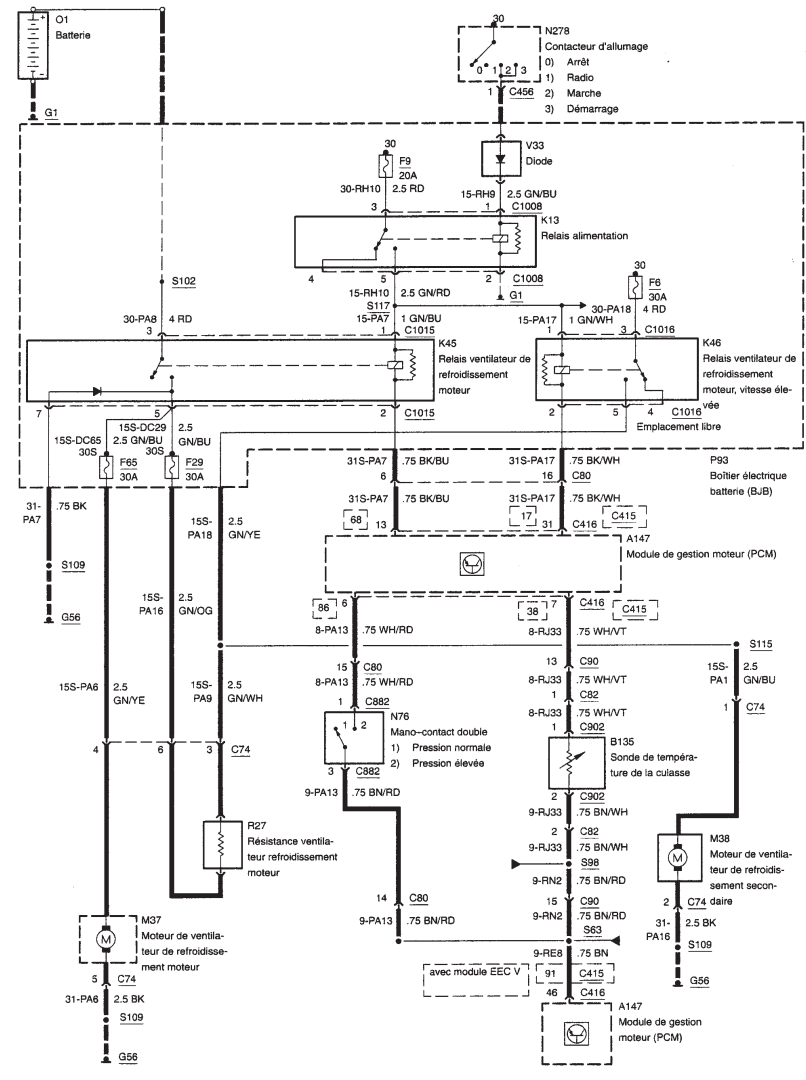 O1
Batterie
G1
30
N278
Contacteur d'allumage
0) Arrêt
1) Radio
2) Marche
3) Démarrage
0 1 2 3
1 C456
V33
Diode
30
F9
20A
30-RH10 2.5 RD
15-RH9 2.5 GN/BU
3 1 C1008
K13
Relais alimentation
4 5 2 C1008
G1
S102
15-RH10 2.5 GN/RD
S117
15-PA7 1 GN/BU
30
F6
30A
30-PA18 4 RD
15-PA17 1 GN/WH
30-PA8 4 RD
3 1 C1015
1 3 C1016
K45
Relais ventilateur de
refroidissement
moteur
K46
Relais ventilateur de
refroidissement
moteur, vitesse éle-
vée
7 5 2 C1015
2 5 4 C1016
Emplacement libre
15S-DC29 2.5
GN/BU
15S-DC65 2.5 GN/BU
30S 30S
F65
30A
F29
30A
31S-PA7 .75 BK/BU
31S-PA17 .75 BK/WH
6 16 C80
P93
Boîtier électrique
batterie (BJB)
31-
PA7
.75 BK
15S-
PA18
2.5
GN/YE
31S-PA7 .75 BK/BU
31S-PA17 .75 BK/WH
68 13 17 31 C416 C415
A147
Module de gestion moteur (PCM)
S109
G56
15S-
PA16
2.5
GN/OG
86 6 38 7 C416 C415
8-PA13 .75 WH/RD
8-RJ33 .75 WH/VT
S115
15 C80
13 C90
8-PA13 .75 WH/RD
8-RJ33 .75 WH/VT
15S-
PA1
2.5
GN/BU
15S-PA6 2.5
GN/YE
15S-
PA9
2.5
GN/WH
1 C82
1 C882
8-RJ33 .75 WH/VT
1 C74
N76
Mano-contact double
1) Pression normale
2) Pression élevée
1 2
1 C902
B135
Sonde de tempéra-
ture de la culasse
4 6 3 C74
3 C882
9-PA13 .75 BN/RD
2 C902
9-RJ33 .75 BN/WH
R27
Résistance ventila-
teur refroidissement
moteur
2 C82
9-RJ33 .75 BN/WH
M38
Moteur de ventila-
teur de refroidis-
sement secon-
daire
M
S98
9-RN2 .75 BN/RD
14 C80
15 C90
2 C74
9-PA13 .75 BN/RD
9-RN2 .75 BN/RD
31-
PA16
2.5 BK
M37
Moteur de ventila-
teur de refroidisse-
ment moteur
M
S63
S109
9-RE8 .75 BN
5 C74
avec module EEC V
91 C415
G56
31-PA6 2.5 BK
46 C416
S109
A147
Module de gestion
moteur (PCM)
G56